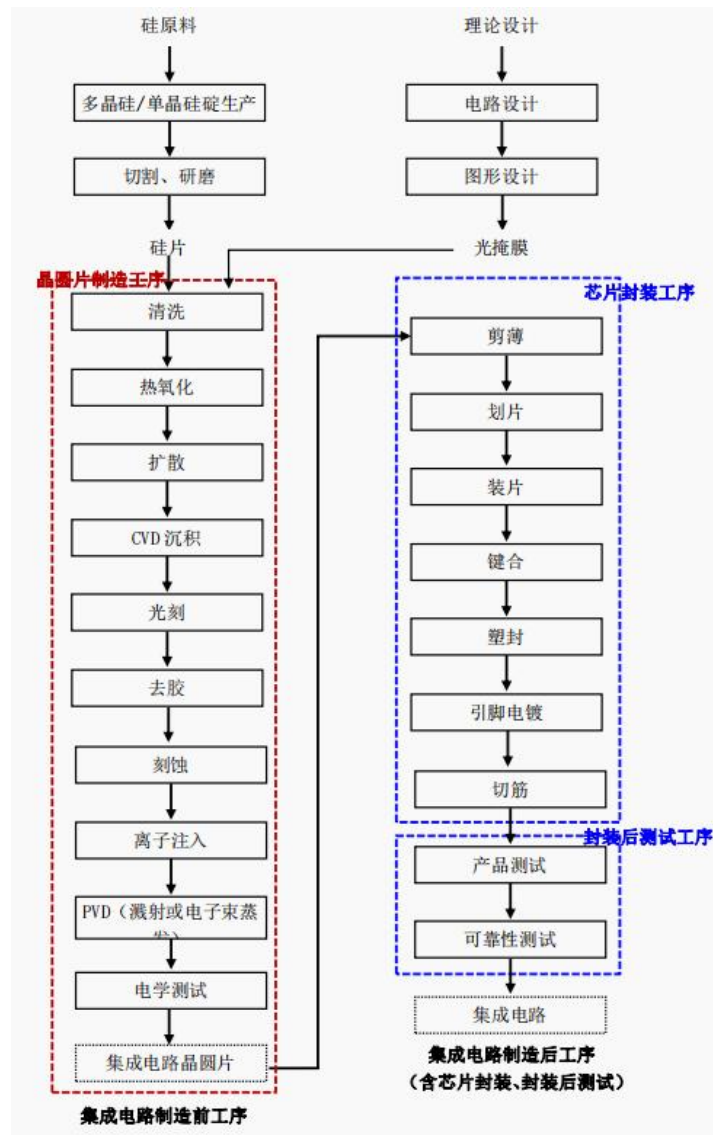 硅原料
多晶硅/单晶硅碇生产
切割、研磨
硅片
理论设计
电路设计
图形设计
光掩膜
晶圆片制造工序
清洗
热氧化
扩散
CVD 沉积
光刻
去胶
刻蚀
离子注入
PVD（溅射或电子束蒸
发）
电学测试
集成电路晶圆片
集成电路制造前工序
芯片封装工序
剪薄
划片
装片
键合
塑封
引脚电镀
切筋
封装后测试工序
产品测试
可靠性测试
集成电路
集成电路制造后工序
（含芯片封装、封装后测试）